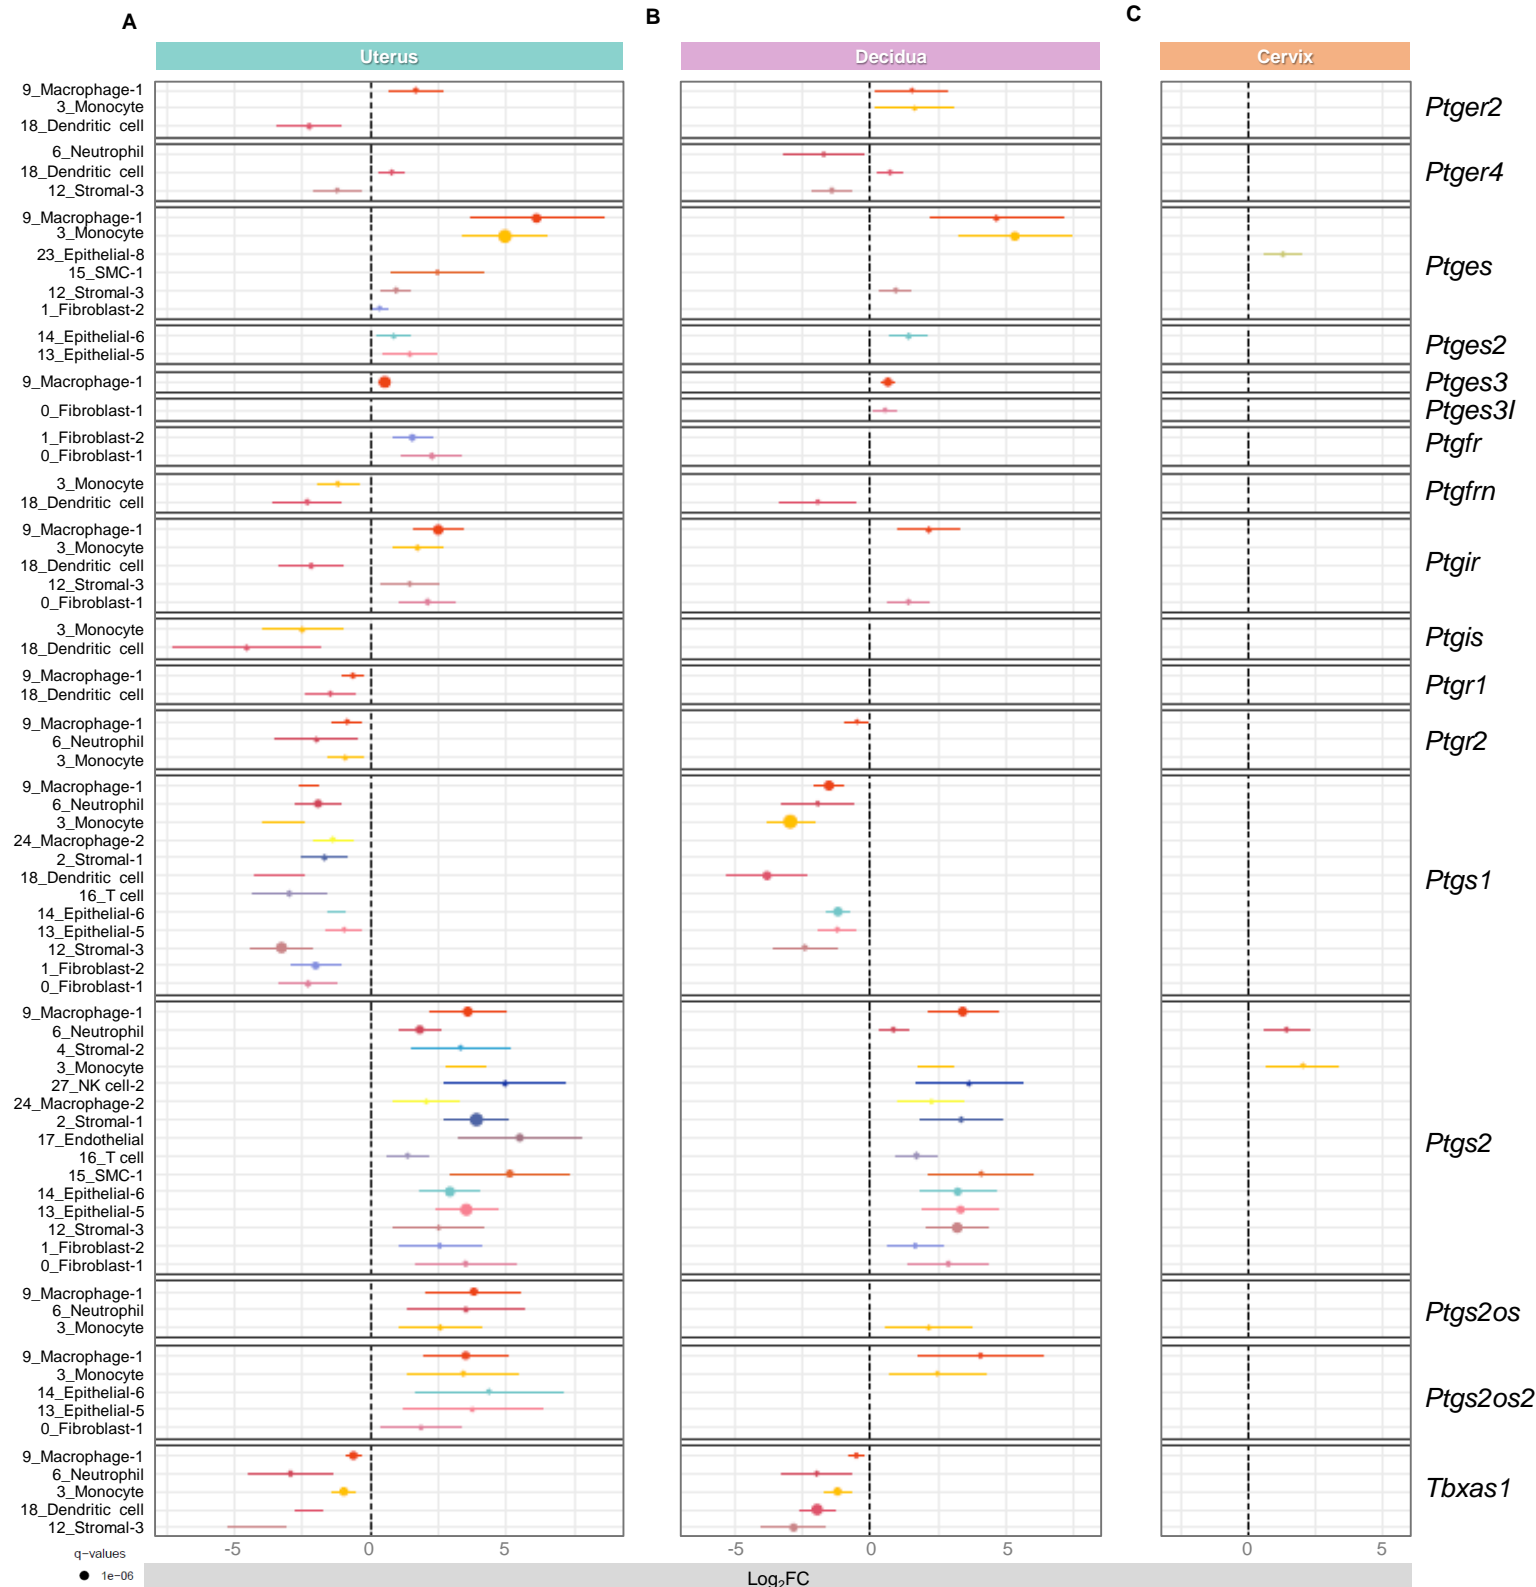 A B C
Uterus Decidua Cervix
9_Macrophage-1
3_Monocyte
18_Dendritic cell
Ptger2
6_Neutrophil
18_Dendritic cell
12_Stromal-3
Ptger4
9_Macrophage-1
3_Monocyte
23_Epithelial-8
15_SMC-1
12_Stromal-3
1_Fibroblast-2
Ptges
14_Epithelial-6
13_Epithelial-5
Ptges2
9_Macrophage-1
Ptges3
0_Fibroblast-1
Ptges3l
1_Fibroblast-2
0_Fibroblast-1
Ptgfr
3_Monocyte
18_Dendritic cell
Ptgfrn
9_Macrophage-1
3_Monocyte
18_Dendritic cell
12_Stromal-3
0_Fibroblast-1
Ptgir
3_Monocyte
18_Dendritic cell
Ptgis
9_Macrophage-1
18_Dendritic cell
Ptgr1
9_Macrophage-1
6_Neutrophil
3_Monocyte
Ptgr2
9_Macrophage-1
6_Neutrophil
3_Monocyte
24_Macrophage-2
2_Stromal-1
18_Dendritic cell
16_T cell
14_Epithelial-6
13_Epithelial-5
12_Stromal-3
1_Fibroblast-2
0_Fibroblast-1
Ptgs1
9_Macrophage-1
6_Neutrophil
4_Stromal-2
3_Monocyte
27_NK cell-2
24_Macrophage-2
2_Stromal-1
17_Endothelial
16_T cell
15_SMC-1
14_Epithelial-6
13_Epithelial-5
12_Stromal-3
1_Fibroblast-2
0_Fibroblast-1
Ptgs2
9_Macrophage-1
6_Neutrophil
3_Monocyte
Ptgs2os
9_Macrophage-1
3_Monocyte
14_Epithelial-6
13_Epithelial-5
0_Fibroblast-1
Ptgs2os2
9_Macrophage-1
6_Neutrophil
3_Monocyte
18_Dendritic cell
12_Stromal-3
Tbxas1
-5 0 5 -5 0 5 0 5
q-values
1e-06
Log2FC